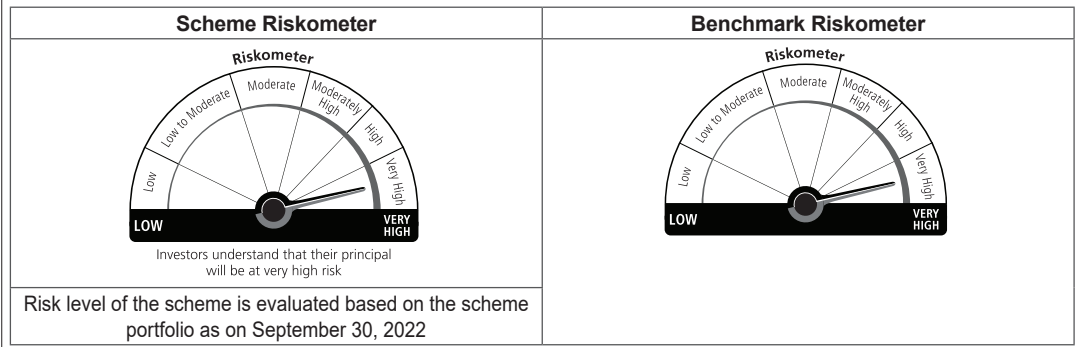 Scheme Riskometer
Riskometer
Low
Low to Moderate
Moderate
Moderately
High
High
Very High
LOW
VERY
HIGH
Investors understand that their principal
will be at very high risk
Risk level of the scheme is evaluated based on the scheme
portfolio as on September 30, 2022
Benchmark Riskometer
Riskometer
Low
Low to Moderate
Moderate
Moderately
High
High
Very High
LOW
VERY
HIGH